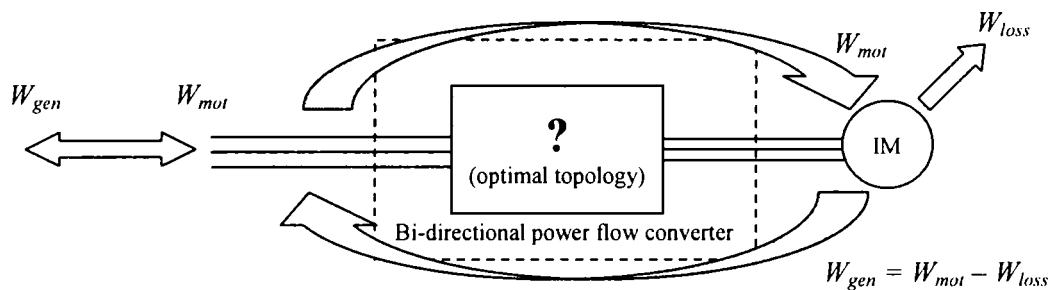 W_gen
W_mot
W_mot
W_loss
?
(optimal topology)
IM
Bi-directional power flow converter
W_gen = W_mot − W_loss